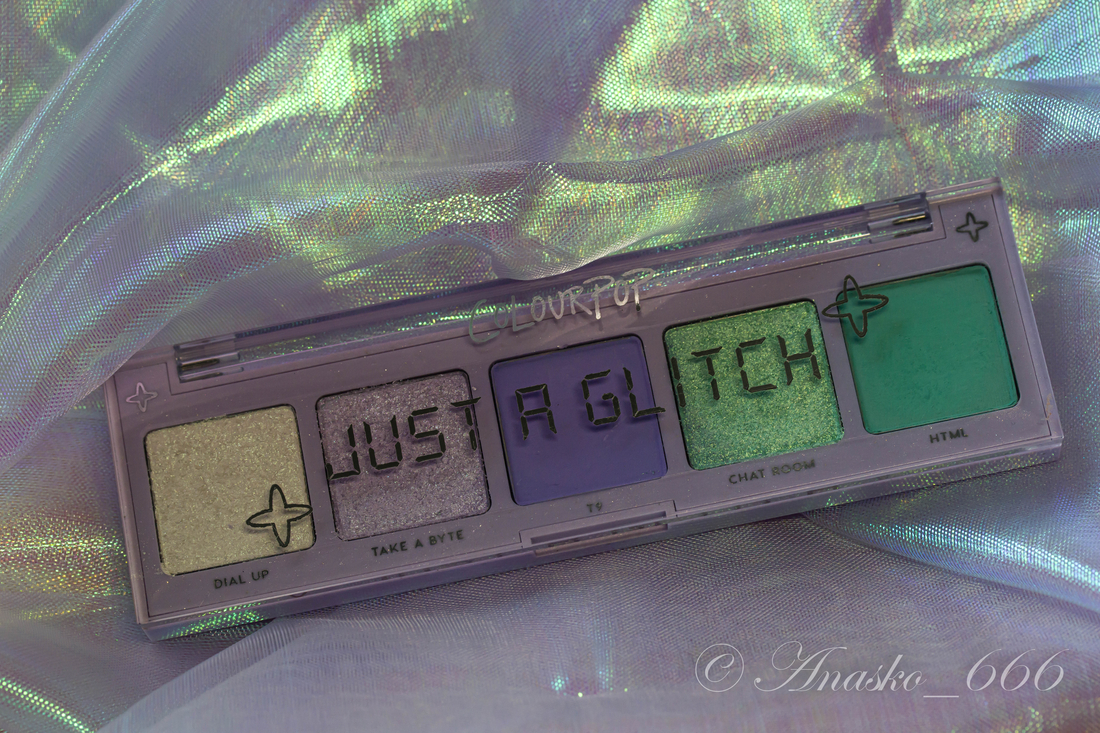 COLOURPOP
JUST A GLITCH
DIAL UP
TAKE A BYTE
T9
CHAT ROOM
HTML
© Anasko_666